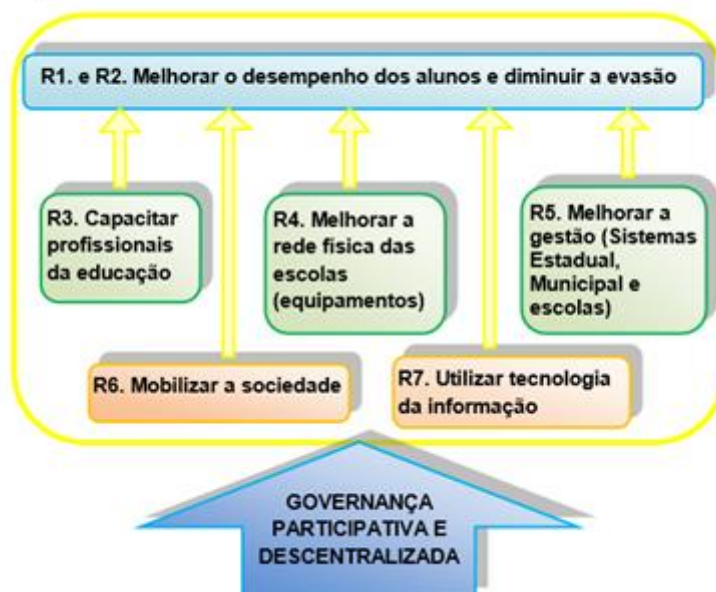 R1. e R2. Melhorar o desempenho dos alunos e diminuir a evasão
R3. Capacitar
profissionais
da educação
R4. Melhorar a
rede física das
escolas
(equipamentos)
R5. Melhorar a
gestão (Sistemas
Estadual,
Municipal e
escolas)
R6. Mobilizar a sociedade
R7. Utilizar tecnologia
da informação
GOVERNANÇA
PARTICIPATIVA E
DESCENTRALIZADA